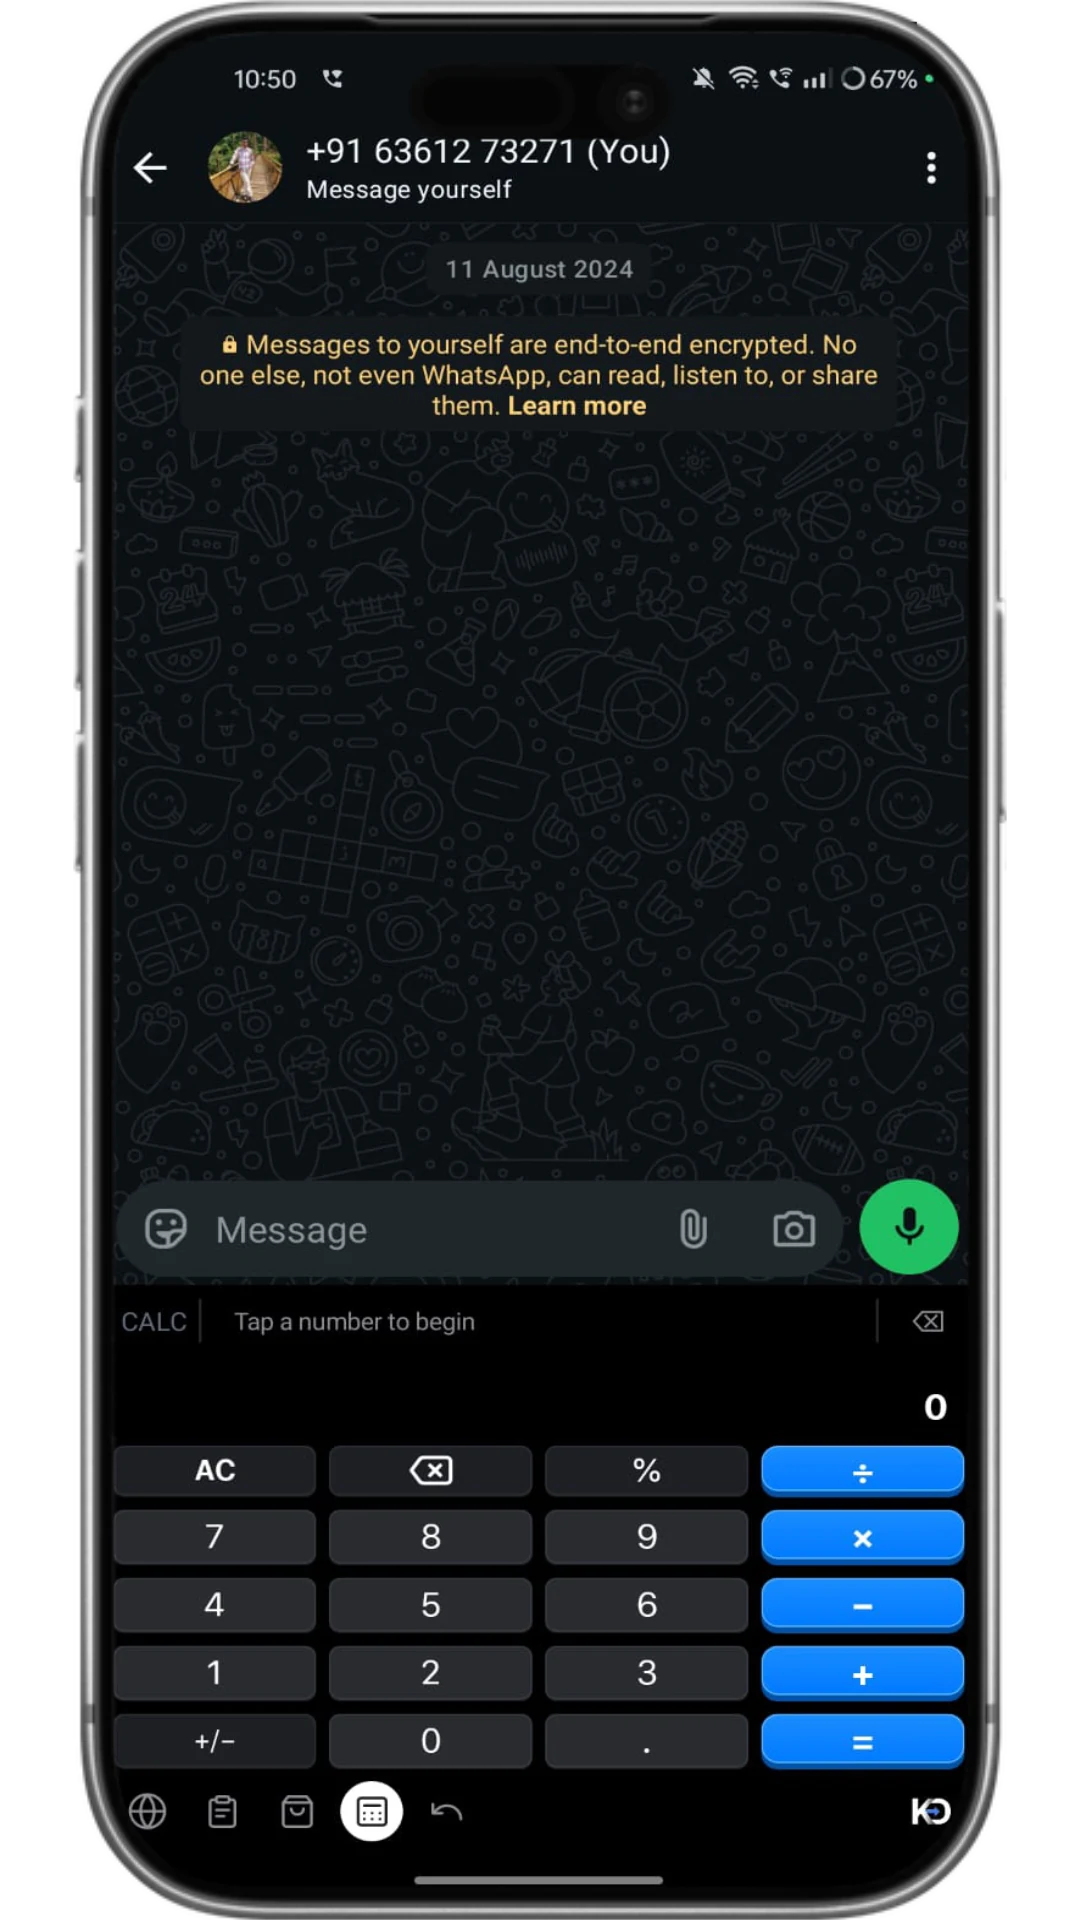 10:50 67%
+91 63612 73271 (You)
Message yourself
11 August 2024
Messages to yourself are end-to-end encrypted. No
one else, not even WhatsApp, can read, listen to, or share
them. Learn more
Message
CALC Tap a number to begin
0
AC % ÷
7 8 9 ×
4 5 6 −
1 2 3 +
+/− 0 . =